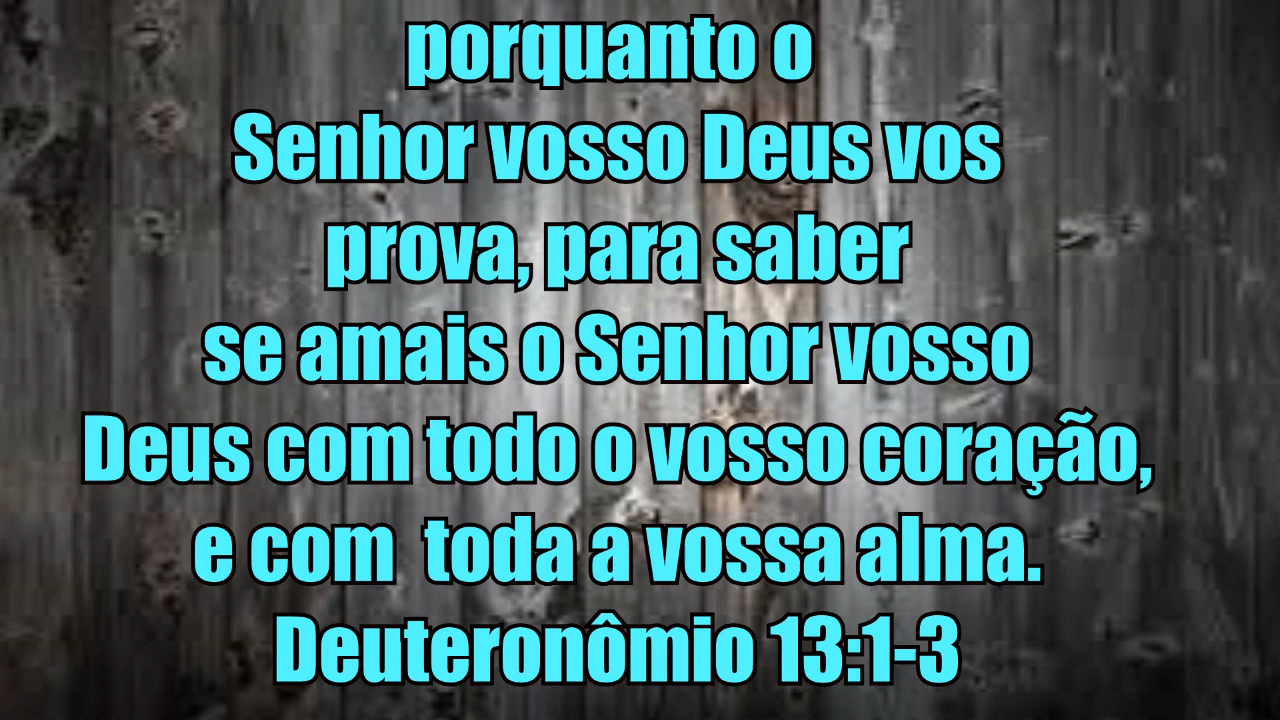 porquanto o
Senhor vosso Deus vos
prova, para saber
se amais o Senhor vosso
Deus com todo o vosso coração,
e com  toda a vossa alma.
Deuteronômio 13:1-3